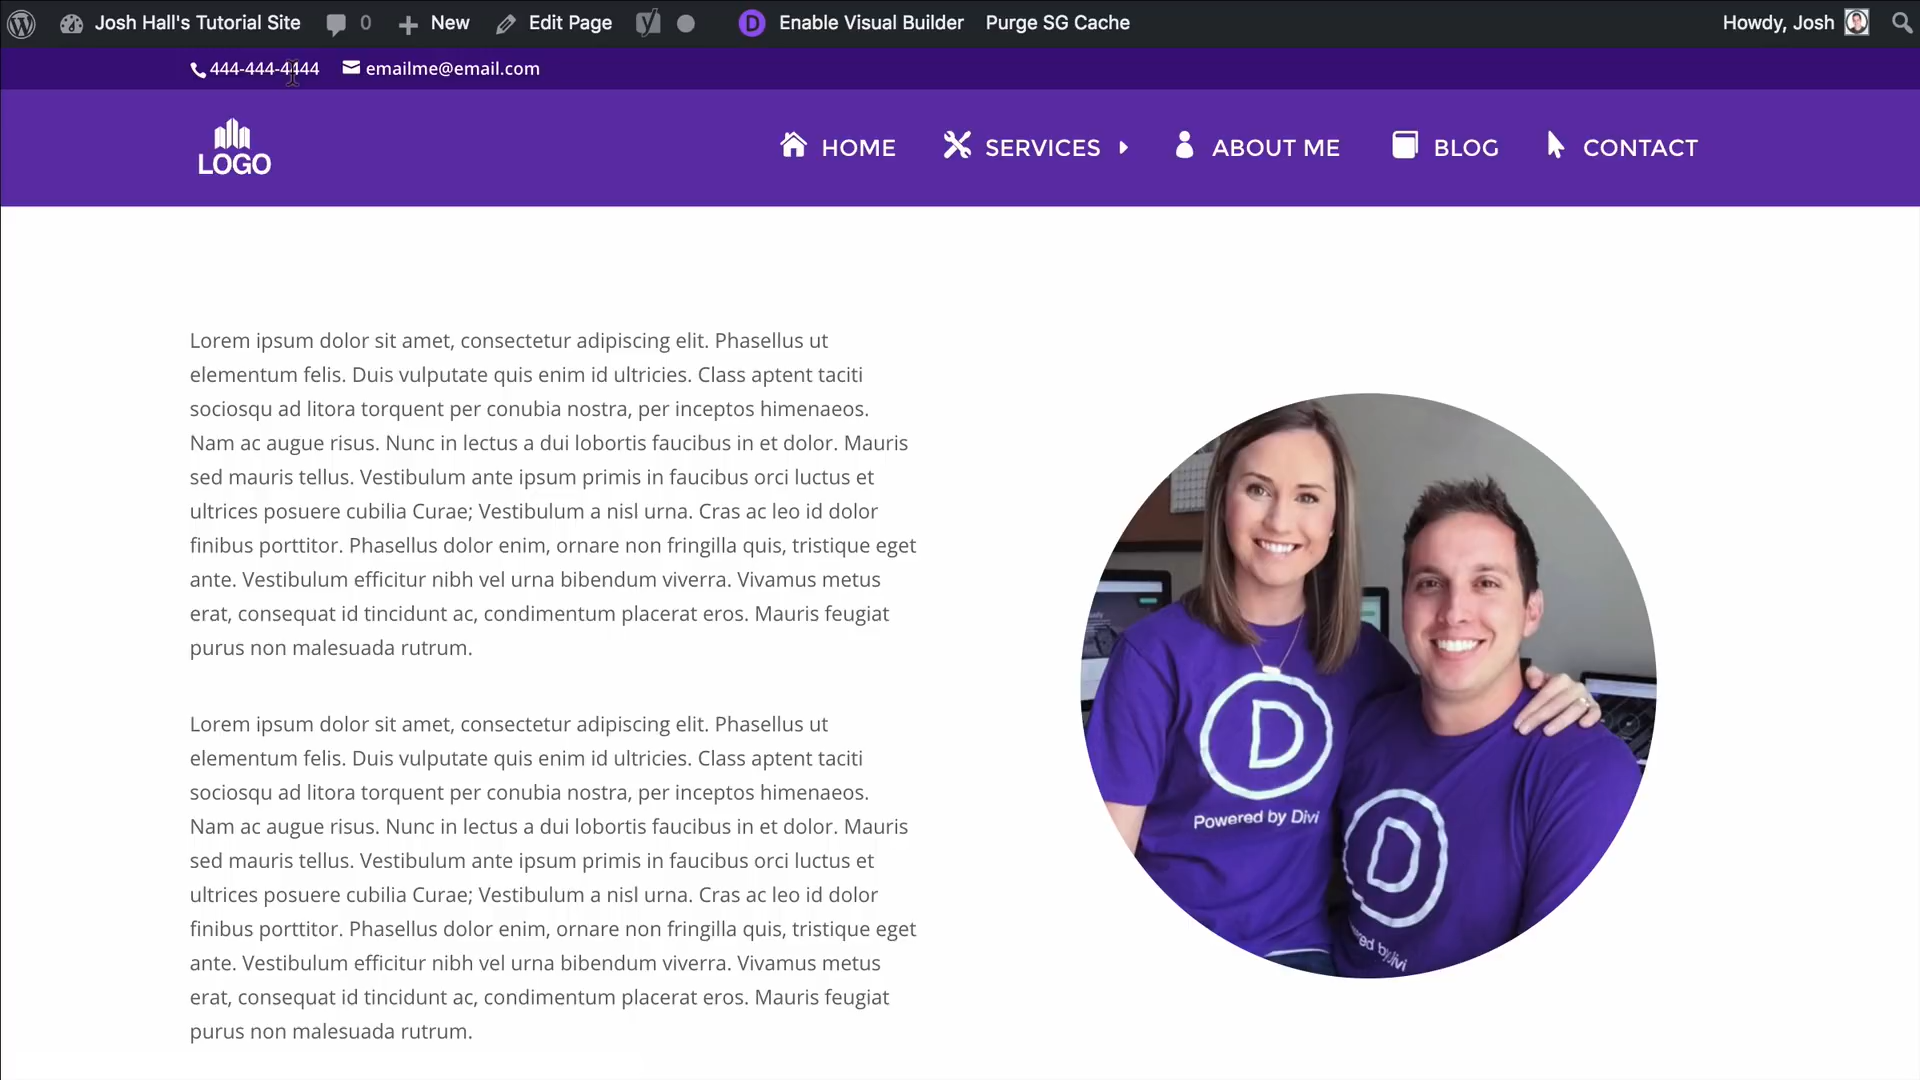 Josh Hall's Tutorial Site 0 New Edit Page Enable Visual Builder Purge SG Cache Howdy, Josh
444-444-4444 emailme@email.com
LOGO
HOME SERVICES ABOUT ME BLOG CONTACT
Lorem ipsum dolor sit amet, consectetur adipiscing elit. Phasellus ut
elementum felis. Duis vulputate quis enim id ultricies. Class aptent taciti
sociosqu ad litora torquent per conubia nostra, per inceptos himenaeos.
Nam ac augue risus. Nunc in lectus a dui lobortis faucibus in et dolor. Mauris
sed mauris tellus. Vestibulum ante ipsum primis in faucibus orci luctus et
ultrices posuere cubilia Curae; Vestibulum a nisl urna. Cras ac leo id dolor
finibus porttitor. Phasellus dolor enim, ornare non fringilla quis, tristique eget
ante. Vestibulum efficitur nibh vel urna bibendum viverra. Vivamus metus
erat, consequat id tincidunt ac, condimentum placerat eros. Mauris feugiat
purus non malesuada rutrum.
Lorem ipsum dolor sit amet, consectetur adipiscing elit. Phasellus ut
elementum felis. Duis vulputate quis enim id ultricies. Class aptent taciti
sociosqu ad litora torquent per conubia nostra, per inceptos himenaeos.
Nam ac augue risus. Nunc in lectus a dui lobortis faucibus in et dolor. Mauris
sed mauris tellus. Vestibulum ante ipsum primis in faucibus orci luctus et
ultrices posuere cubilia Curae; Vestibulum a nisl urna. Cras ac leo id dolor
finibus porttitor. Phasellus dolor enim, ornare non fringilla quis, tristique eget
ante. Vestibulum efficitur nibh vel urna bibendum viverra. Vivamus metus
erat, consequat id tincidunt ac, condimentum placerat eros. Mauris feugiat
purus non malesuada rutrum.
D
Powered by Divi
D
by Divi